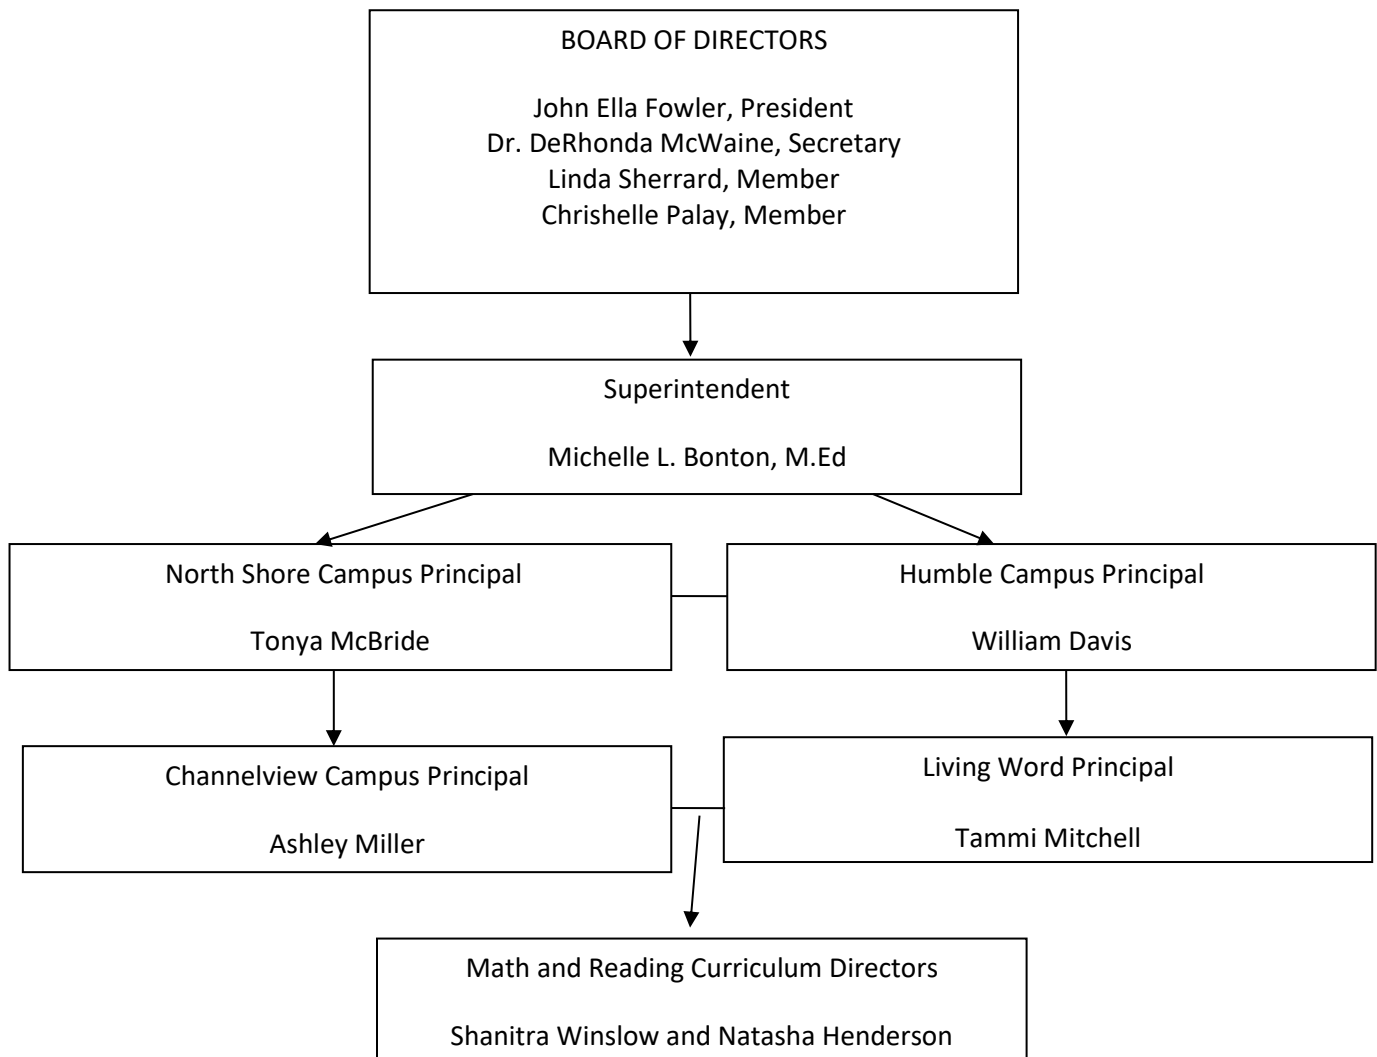 BOARD OF DIRECTORS
John Ella Fowler, President
Dr. DeRhonda McWaine, Secretary
Linda Sherrard, Member
Chrishelle Palay, Member
Superintendent
Michelle L. Bonton, M.Ed
North Shore Campus Principal
Tonya McBride
Humble Campus Principal
William Davis
Channelview Campus Principal
Ashley Miller
Living Word Principal
Tammi Mitchell
Math and Reading Curriculum Directors
Shanitra Winslow and Natasha Henderson